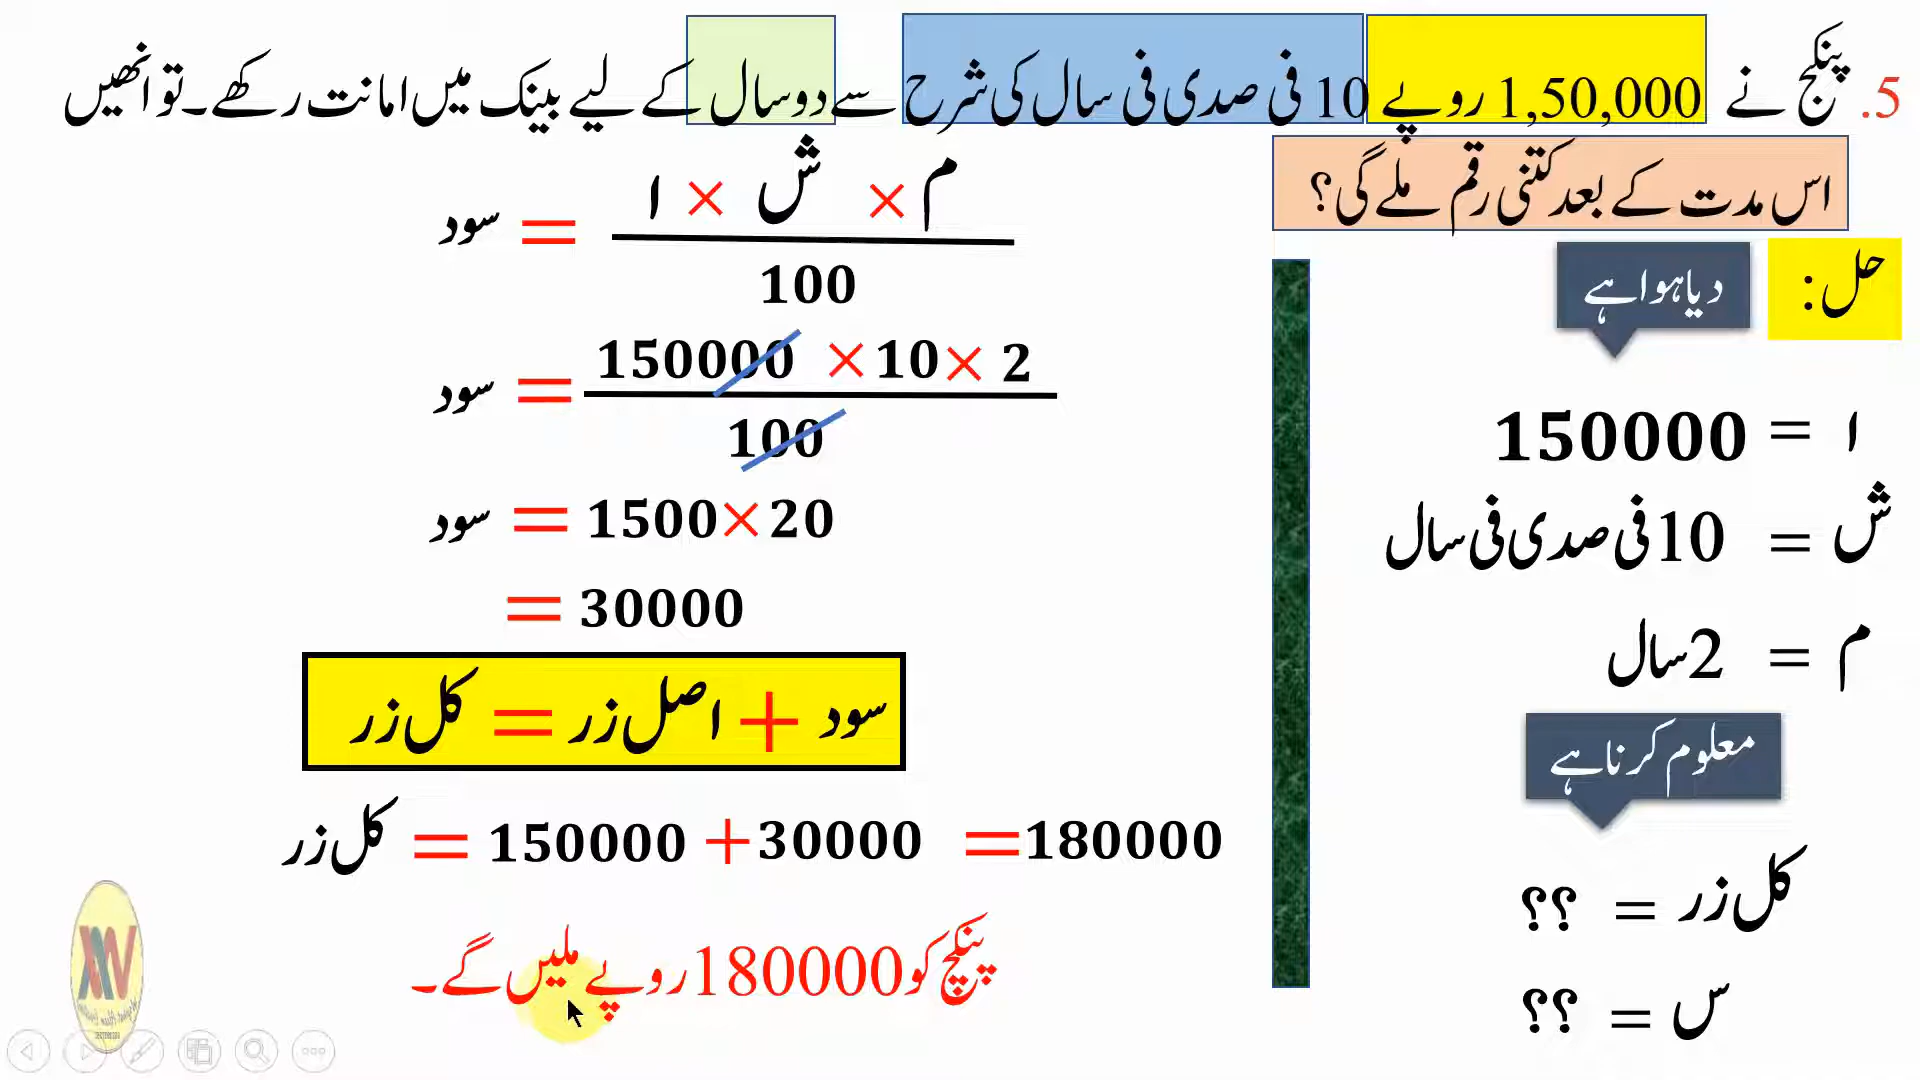 5. پنکج نے 1,50,000 روپے 10 فی صدی فی سال کی شرح سے دو سال کے لیے بینک میں امانت رکھے۔ تو انھیں
اس مدت کے بعد کتنی رقم ملے گی؟
حل:
دیا ہوا ہے
ا = 150000
ش = 10 فی صدی فی سال
م = 2 سال
معلوم کرنا ہے
کل زر = ؟؟
س = ؟؟
سود = ا × ش × م
100
سود = 150000 × 10 × 2
100
سود = 1500 × 20
= 30000
کل زر = اصل زر + سود
کل زر = 150000 + 30000 = 180000
پنکچ کو 180000 روپے ملیں گے۔